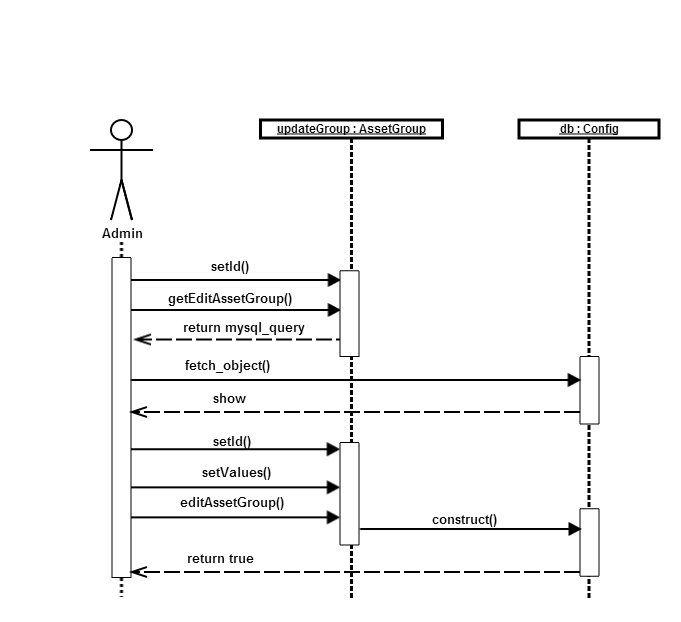 updateGroup : AssetGroup
db : Config
Admin
setId()
getEditAssetGroup()
return mysql_query
fetch_object()
show
setId()
setValues()
editAssetGroup()
construct()
return true